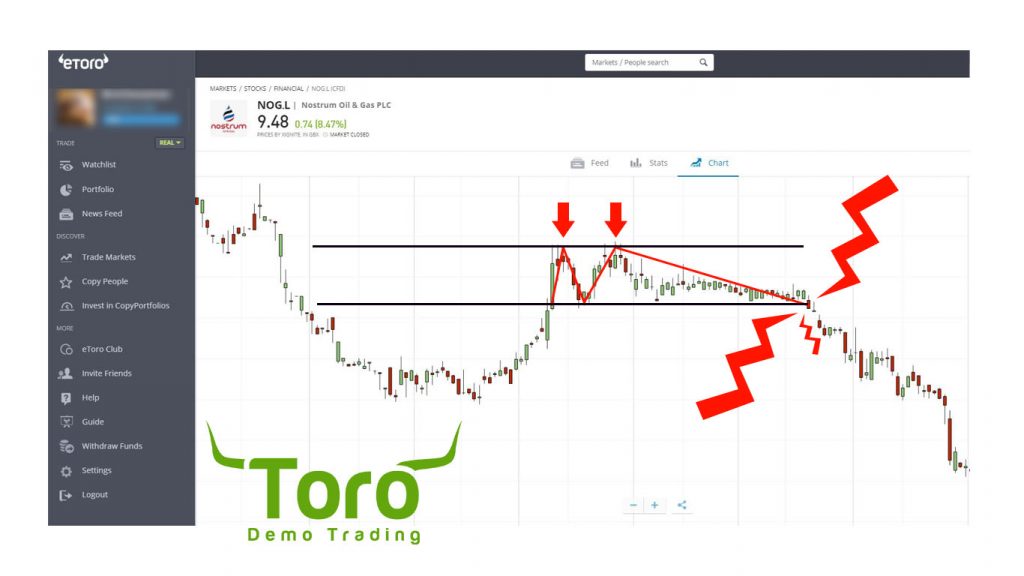 eToro
Markets / People search
MARKETS / STOCKS / FINANCIAL / NOG.L (CFD)
NOG.L | Nostrum Oil & Gas PLC
nostrum
9.48 0.74 (8.47%)
PRICES BY XIGNITE, IN GBX MARKET CLOSED
TRADE
REAL
Watchlist
Portfolio
News Feed
DISCOVER
Trade Markets
Copy People
Invest in CopyPortfolios
MORE
eToro Club
Invite Friends
Help
Guide
Withdraw Funds
Settings
Logout
Feed
Stats
Chart
Toro
Demo Trading